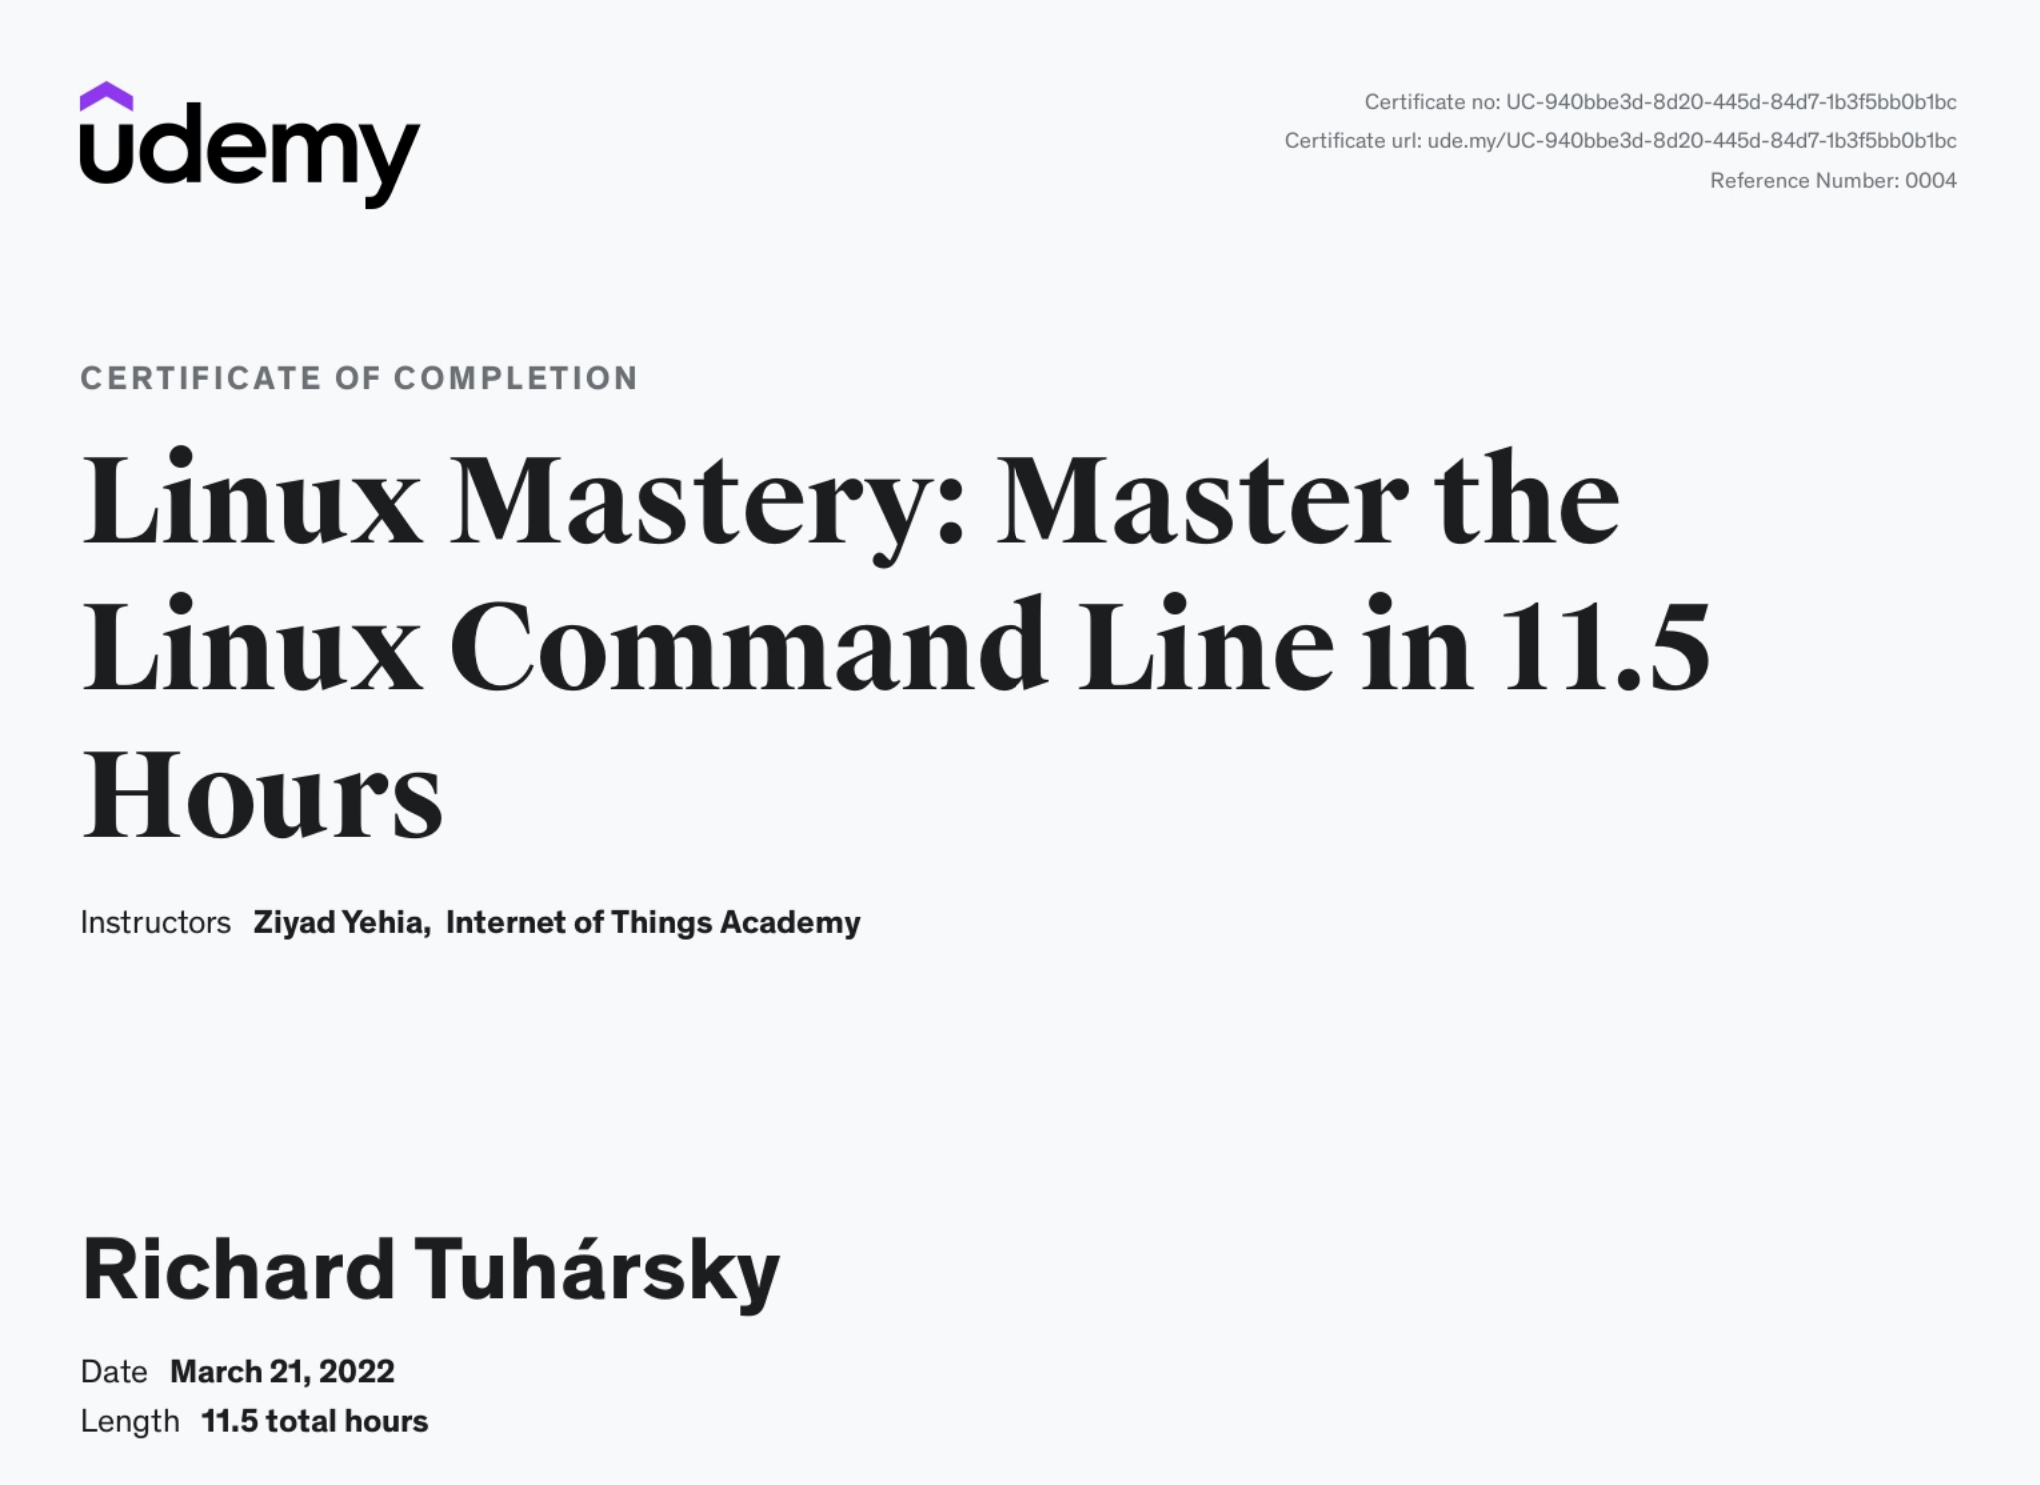 udemy
Certificate no: UC-940bbe3d-8d20-445d-84d7-1b3f5bb0b1bc
Certificate url: ude.my/UC-940bbe3d-8d20-445d-84d7-1b3f5bb0b1bc
Reference Number: 0004
CERTIFICATE OF COMPLETION
Linux Mastery: Master the
Linux Command Line in 11.5
Hours
Instructors Ziyad Yehia, Internet of Things Academy
Richard Tuhársky
Date March 21, 2022
Length 11.5 total hours